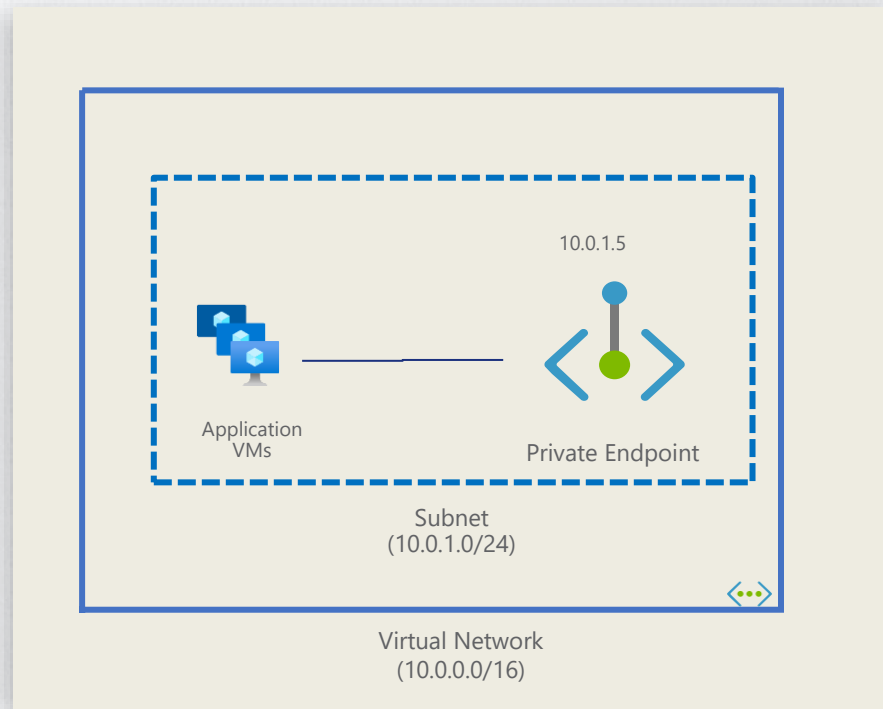 10.0.1.5
Application
VMs
Private Endpoint
Subnet
(10.0.1.0/24)
Virtual Network
(10.0.0.0/16)